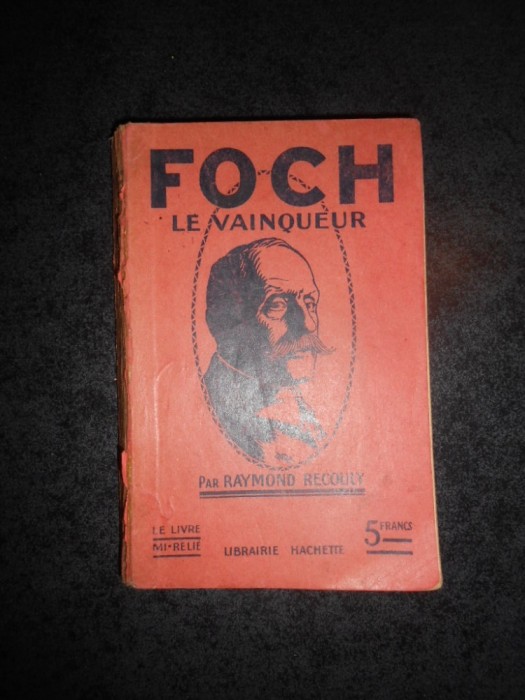 FOCH
LE VAINQUEUR
PAR RAYMOND RECOULY
LE LIVRE
MI-RELIÉ
LIBRAIRIE HACHETTE
5 FRANCS